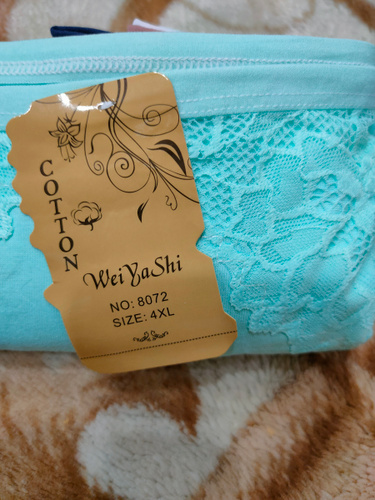 COTTON
WeiYaShi
NO: 8072
SIZE: 4XL